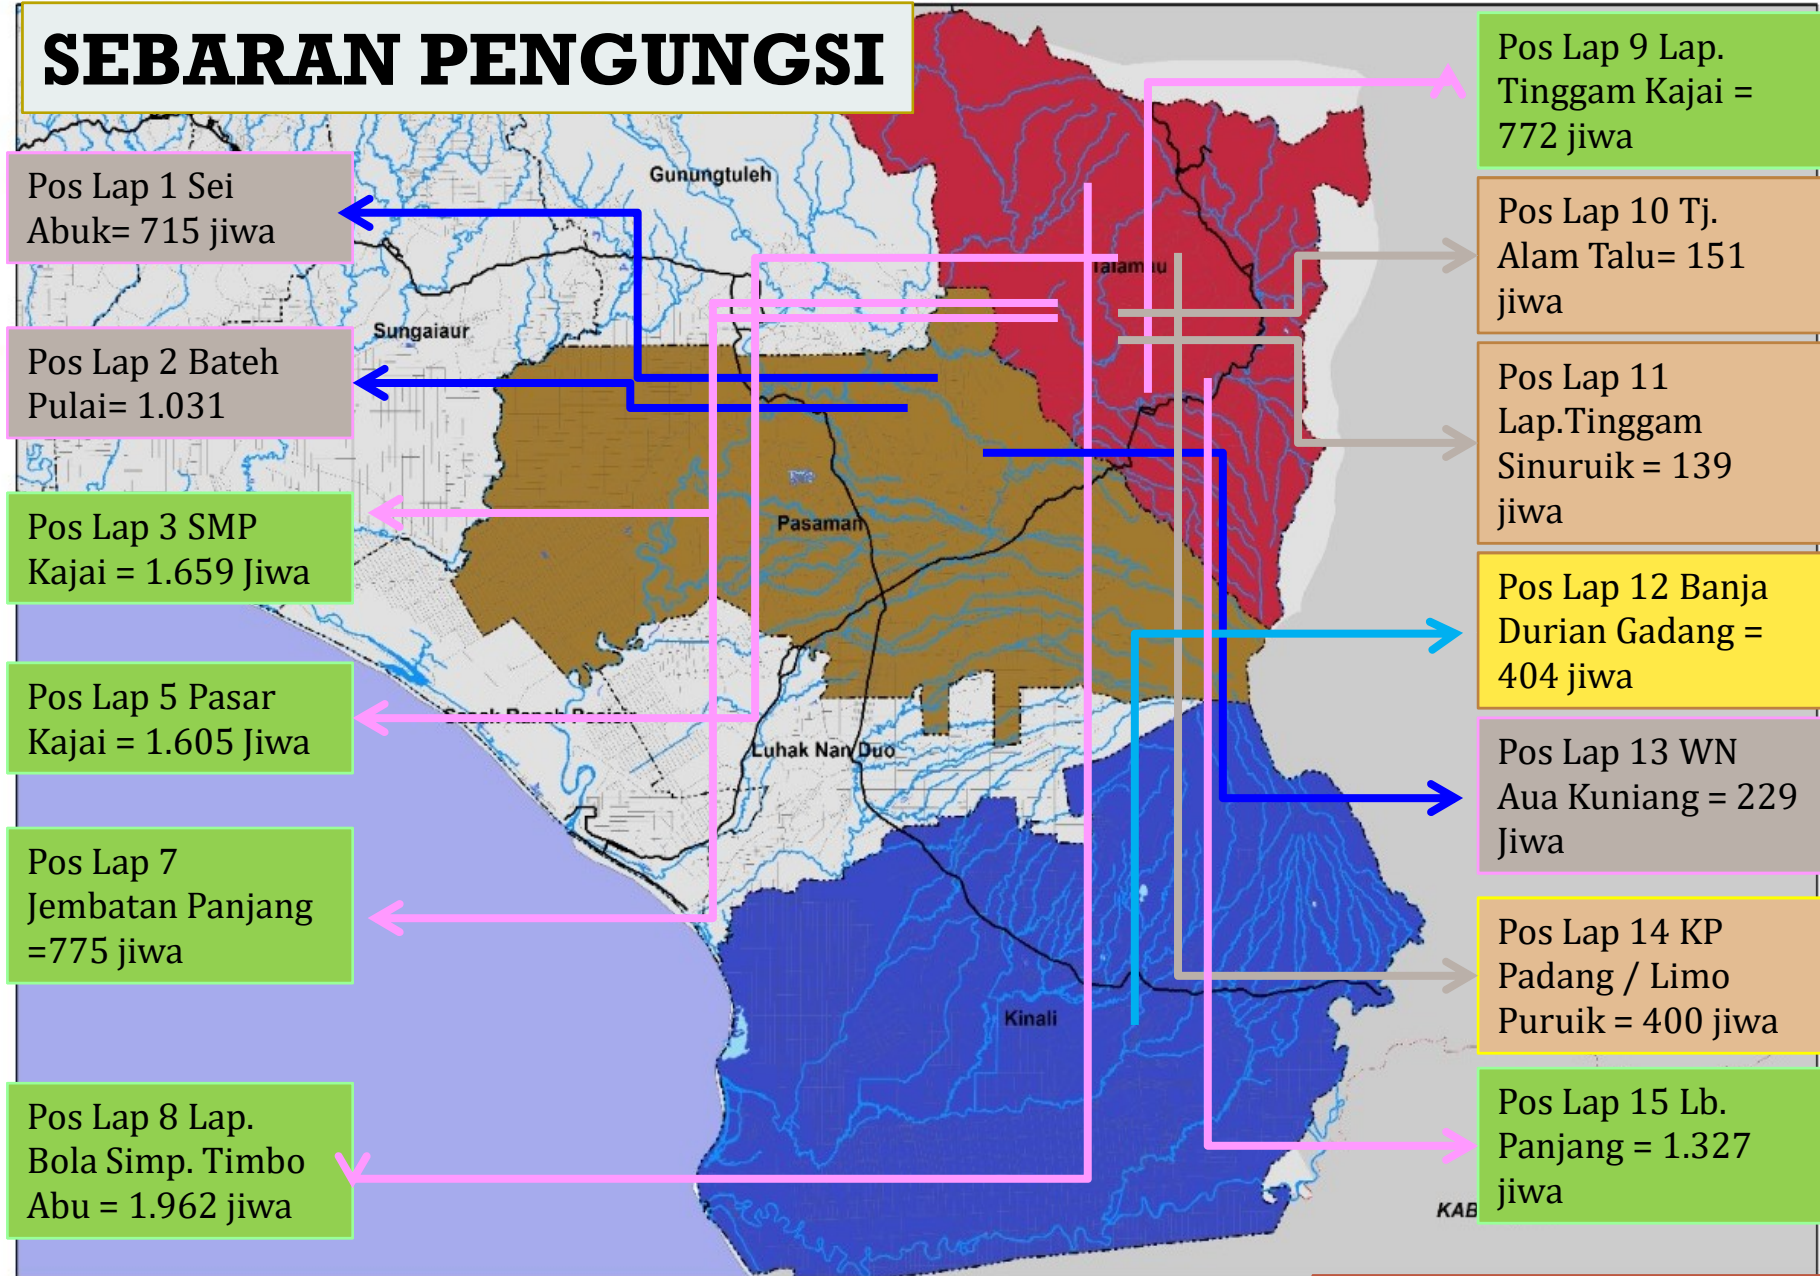 SEBARAN PENGUNGSI
Pos Lap 1 Sei
Abuk= 715 jiwa
Pos Lap 2 Bateh
Pulai= 1.031
Pos Lap 3 SMP
Kajai = 1.659 Jiwa
Pos Lap 5 Pasar
Kajai = 1.605 Jiwa
Pos Lap 7
Jembatan Panjang
=775 jiwa
Pos Lap 8 Lap.
Bola Simp. Timbo
Abu = 1.962 jiwa
Gunungtuleh
Talamau
Sungaiaur
Pasaman
Luhak Nan Duo
Kinali
KAB
Pos Lap 9 Lap.
Tinggam Kajai =
772 jiwa
Pos Lap 10 Tj.
Alam Talu= 151
jiwa
Pos Lap 11
Lap.Tinggam
Sinuruik = 139
jiwa
Pos Lap 12 Banja
Durian Gadang =
404 jiwa
Pos Lap 13 WN
Aua Kuniang = 229
Jiwa
Pos Lap 14 KP
Padang / Limo
Puruik = 400 jiwa
Pos Lap 15 Lb.
Panjang = 1.327
jiwa